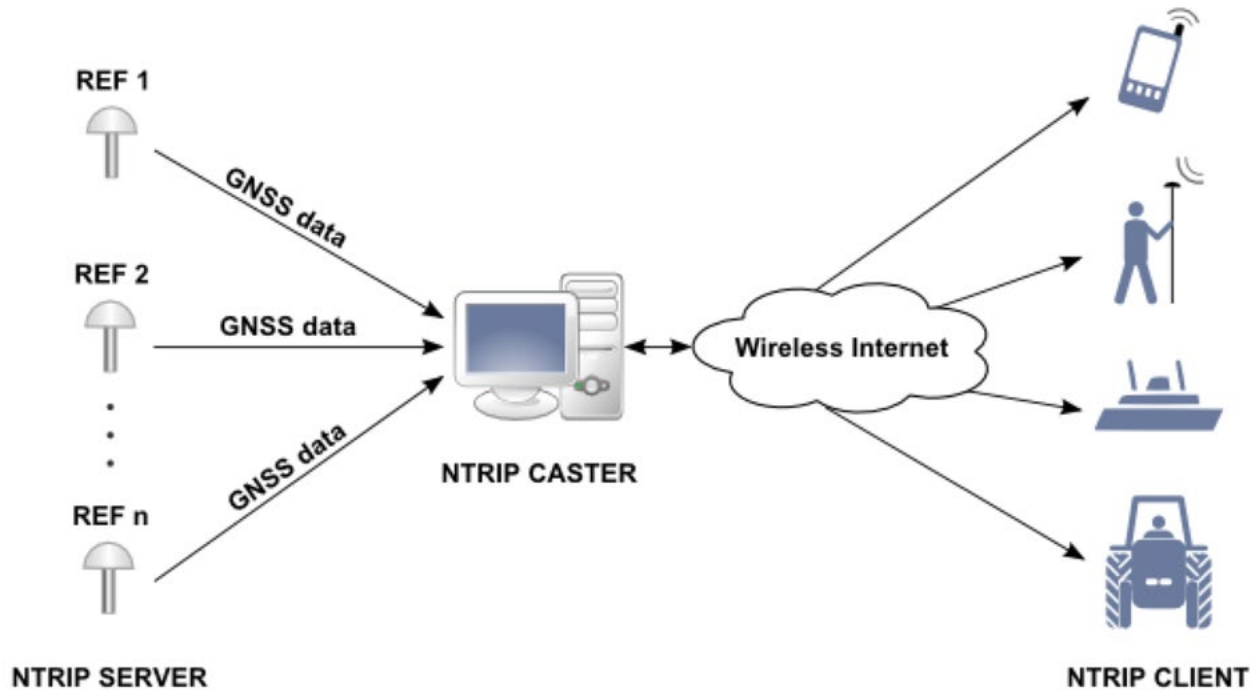 REF 1
GNSS data
REF 2
GNSS data
REF n
GNSS data
NTRIP SERVER
NTRIP CASTER
Wireless Internet
NTRIP CLIENT